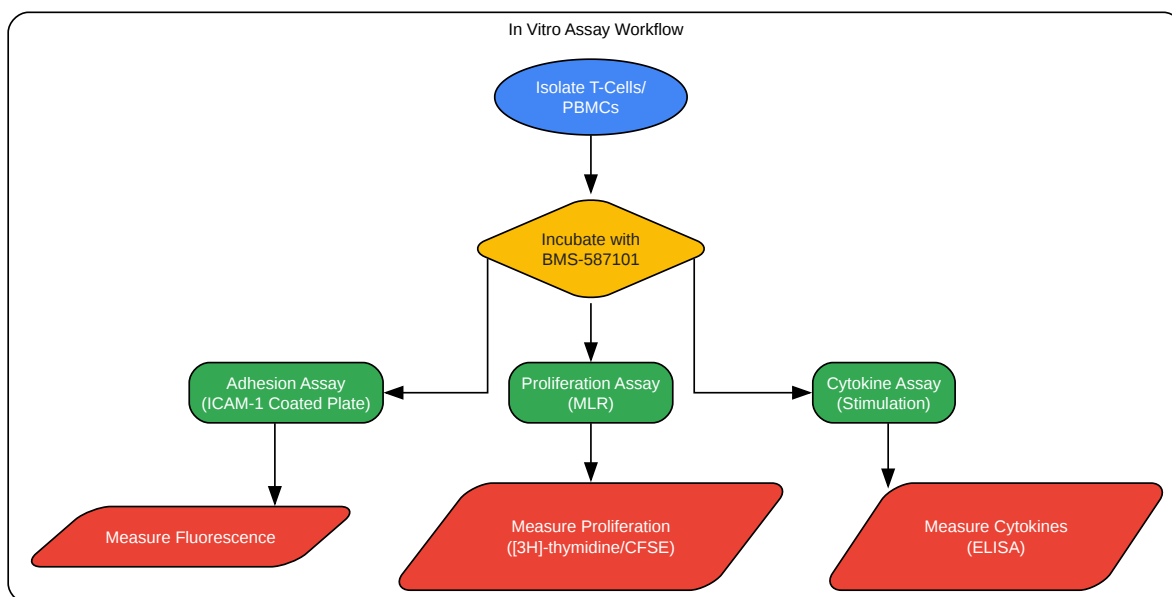 In Vitro Assay Workflow
Isolate T-Cells/
PBMCs
Incubate with
BMS-587101
Adhesion Assay
(ICAM-1 Coated Plate)
Proliferation Assay
(MLR)
Cytokine Assay
(Stimulation)
Measure Fluorescence
Measure Proliferation
([3H]-thymidine/CFSE)
Measure Cytokines
(ELISA)